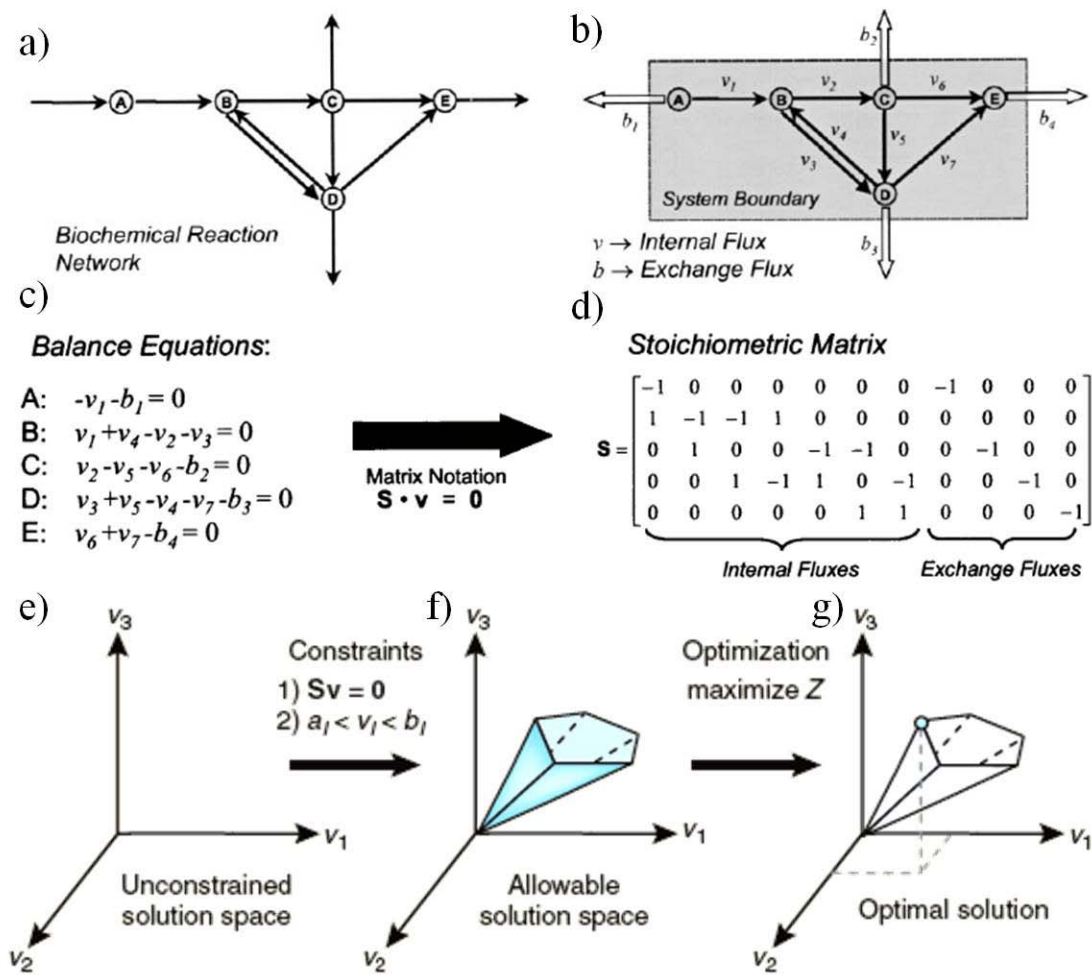 a)
A
B
C
E
D
Biochemical Reaction
Network
b)
b₂
v₁ v₂ v₆
A B C E
b₁ b₄
v₄ v₅
v₃ v₇
D
System Boundary
b₃
v → Internal Flux
b → Exchange Flux
c)
Balance Equations:
A: -v₁-b₁= 0
B: v₁+v₄-v₂-v₃= 0
C: v₂-v₅-v₆-b₂= 0
D: v₃+v₅-v₄-v₇-b₃= 0
E: v₆+v₇-b₄= 0
Matrix Notation
S • v = 0
d)
Stoichiometric Matrix
S =
-1 0 0 0 0 0 0 -1 0 0 0
1 -1 -1 1 0 0 0 0 0 0 0
0 1 0 0 -1 -1 0 0 -1 0 0
0 0 1 -1 1 0 -1 0 0 -1 0
0 0 0 0 0 1 1 0 0 0 -1
Internal Fluxes Exchange Fluxes
e)
v₃
v₁
v₂
Unconstrained
solution space
Constraints
1) Sv = 0
2) aᵢ < vᵢ < bᵢ
f)
v₃
v₁
v₂
Allowable
solution space
Optimization
maximize Z
g)
v₃
v₁
v₂
Optimal solution